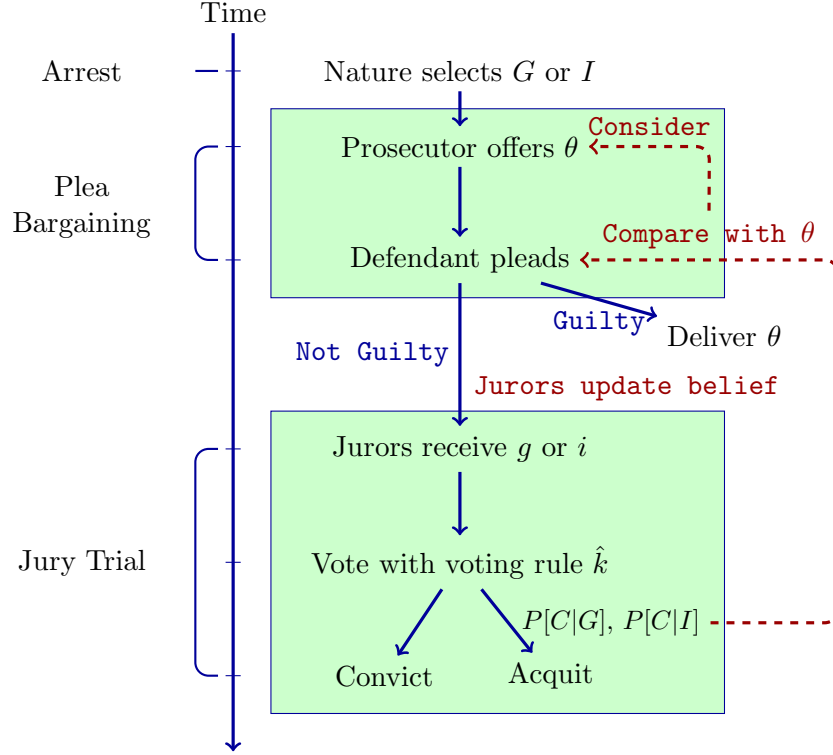 Time
Arrest
Nature selects G or I
Consider
Prosecutor offers θ
Plea
Bargaining
Compare with θ
Defendant pleads
Guilty
Deliver θ
Not Guilty
Jurors update belief
Jurors receive g or i
Jury Trial
Vote with voting rule k̂
P[C|G], P[C|I]
Convict
Acquit